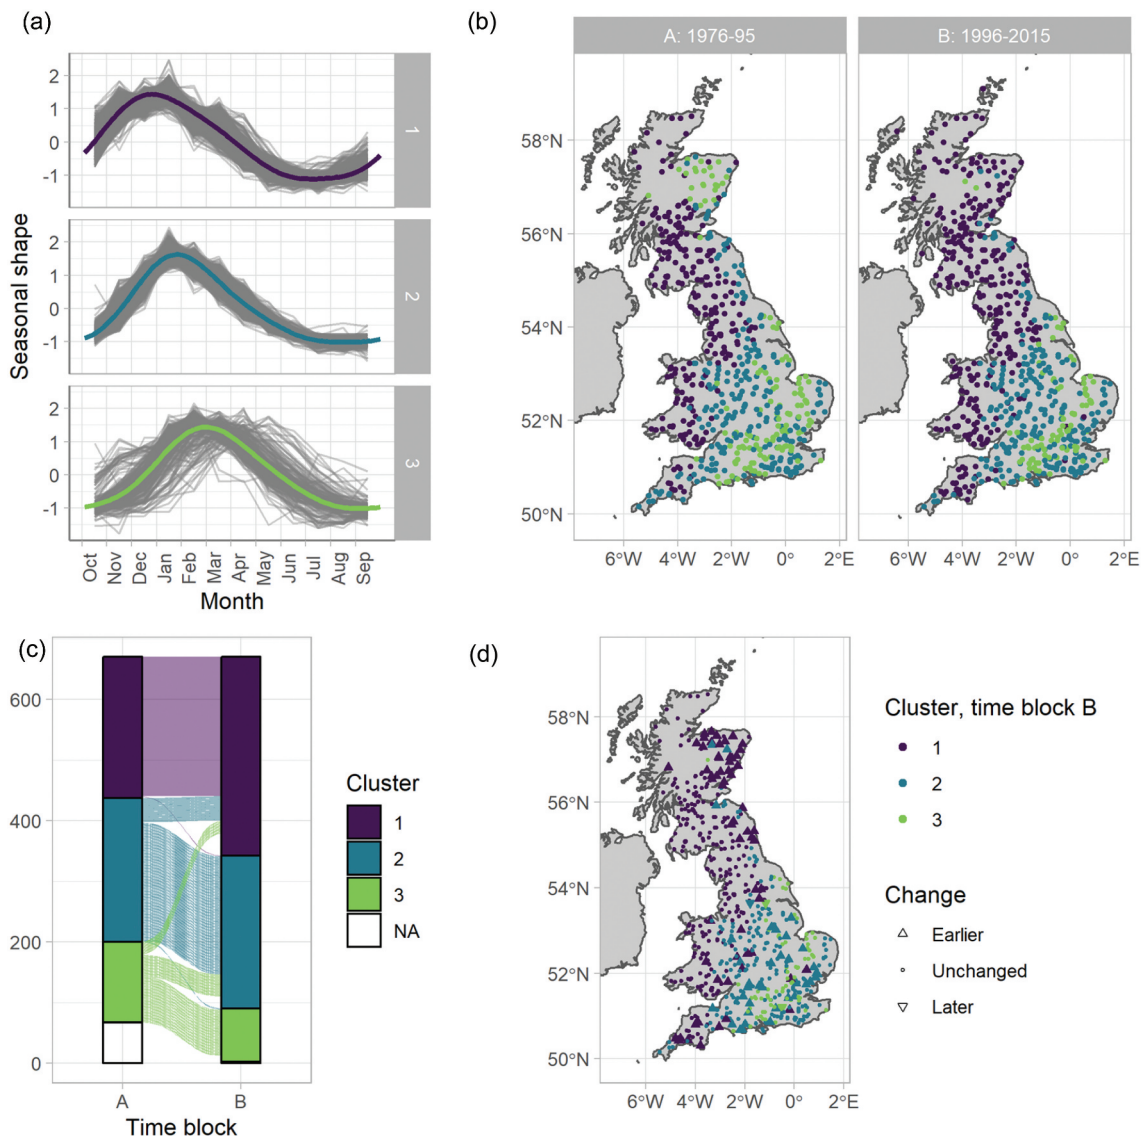 (a)
Seasonal shape
2
1
0
-1
1
2
1
0
-1
2
2
1
0
-1
3
Oct Nov Dec Jan Feb Mar Apr May Jun Jul Aug Sep
Month
(b)
A: 1976-95 B: 1996-2015
58°N
56°N
54°N
52°N
50°N
6°W 4°W 2°W 0° 2°E 6°W 4°W 2°W 0° 2°E
(c)
600
400
200
0
A B
Time block
Cluster
1
2
3
NA
(d)
58°N
56°N
54°N
52°N
50°N
6°W 4°W 2°W 0° 2°E
Cluster, time block B
1
2
3
Change
Earlier
Unchanged
Later